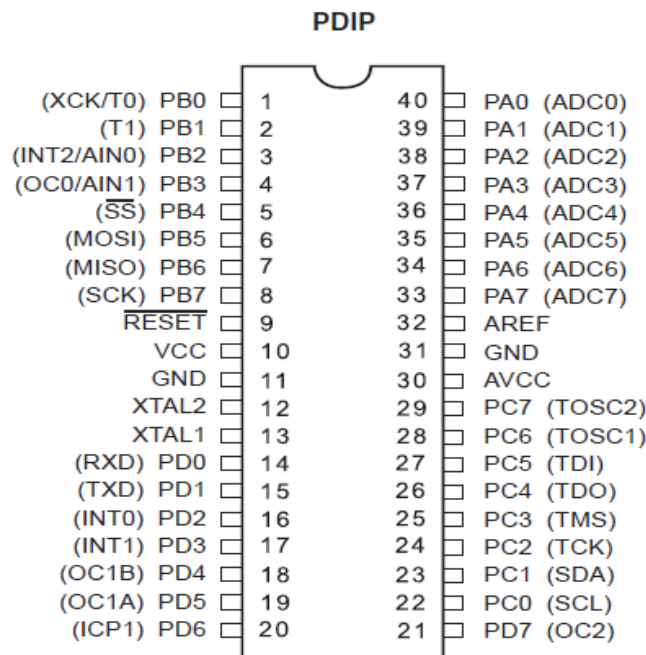 PDIP
(XCK/T0) PB0 1 40 PA0 (ADC0)
(T1) PB1 2 39 PA1 (ADC1)
(INT2/AIN0) PB2 3 38 PA2 (ADC2)
(OC0/AIN1) PB3 4 37 PA3 (ADC3)
(SS) PB4 5 36 PA4 (ADC4)
(MOSI) PB5 6 35 PA5 (ADC5)
(MISO) PB6 7 34 PA6 (ADC6)
(SCK) PB7 8 33 PA7 (ADC7)
RESET 9 32 AREF
VCC 10 31 GND
GND 11 30 AVCC
XTAL2 12 29 PC7 (TOSC2)
XTAL1 13 28 PC6 (TOSC1)
(RXD) PD0 14 27 PC5 (TDI)
(TXD) PD1 15 26 PC4 (TDO)
(INT0) PD2 16 25 PC3 (TMS)
(INT1) PD3 17 24 PC2 (TCK)
(OC1B) PD4 18 23 PC1 (SDA)
(OC1A) PD5 19 22 PC0 (SCL)
(ICP1) PD6 20 21 PD7 (OC2)